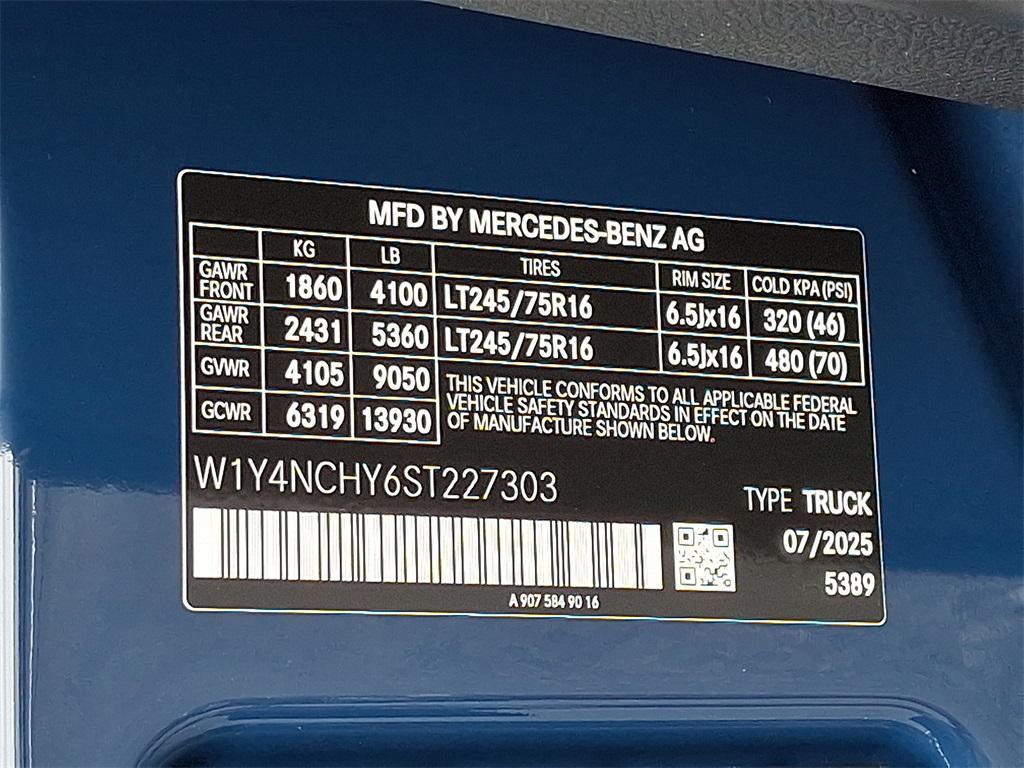 MFD BY MERCEDES-BENZ AG
KG LB TIRES RIM SIZE COLD KPA (PSI)
GAWR FRONT 1860 4100 LT245/75R16 6.5Jx16 320 (46)
GAWR REAR 2431 5360 LT245/75R16 6.5Jx16 480 (70)
GVWR 4105 9050
GCWR 6319 13930
THIS VEHICLE CONFORMS TO ALL APPLICABLE FEDERAL
VEHICLE SAFETY STANDARDS IN EFFECT ON THE DATE
OF MANUFACTURE SHOWN BELOW.
W1Y4NCHY6ST227303
TYPE TRUCK
07/2025
5389
A 907 584 90 16